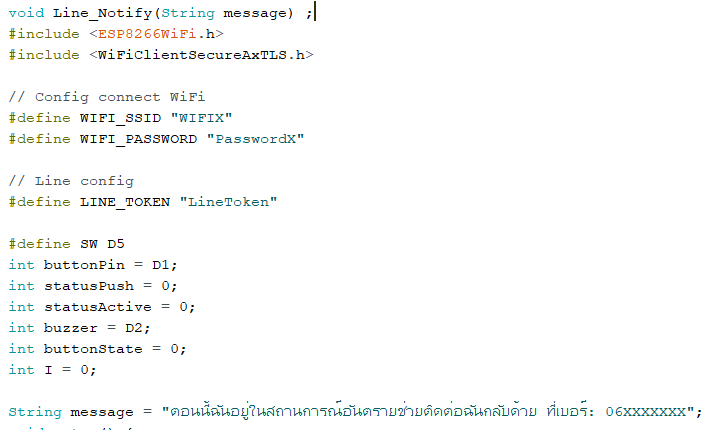 void Line_Notify(String message) ;
#include <ESP8266WiFi.h>
#include <WiFiClientSecureAxTLS.h>
// Config connect WiFi
#define WIFI_SSID "WIFIX"
#define WIFI_PASSWORD "PasswordX"
// Line config
#define LINE_TOKEN "LineToken"
#define SW D5
int buttonPin = D1;
int statusPush = 0;
int statusActive = 0;
int buzzer = D2;
int buttonState = 0;
int I = 0;
String message = "ตอนนี้ฉันอยู่ในสถานการณ์อันตรายช่วยติดต่อฉันกลับด้วย ที่เบอร์: 06XXXXXXX";